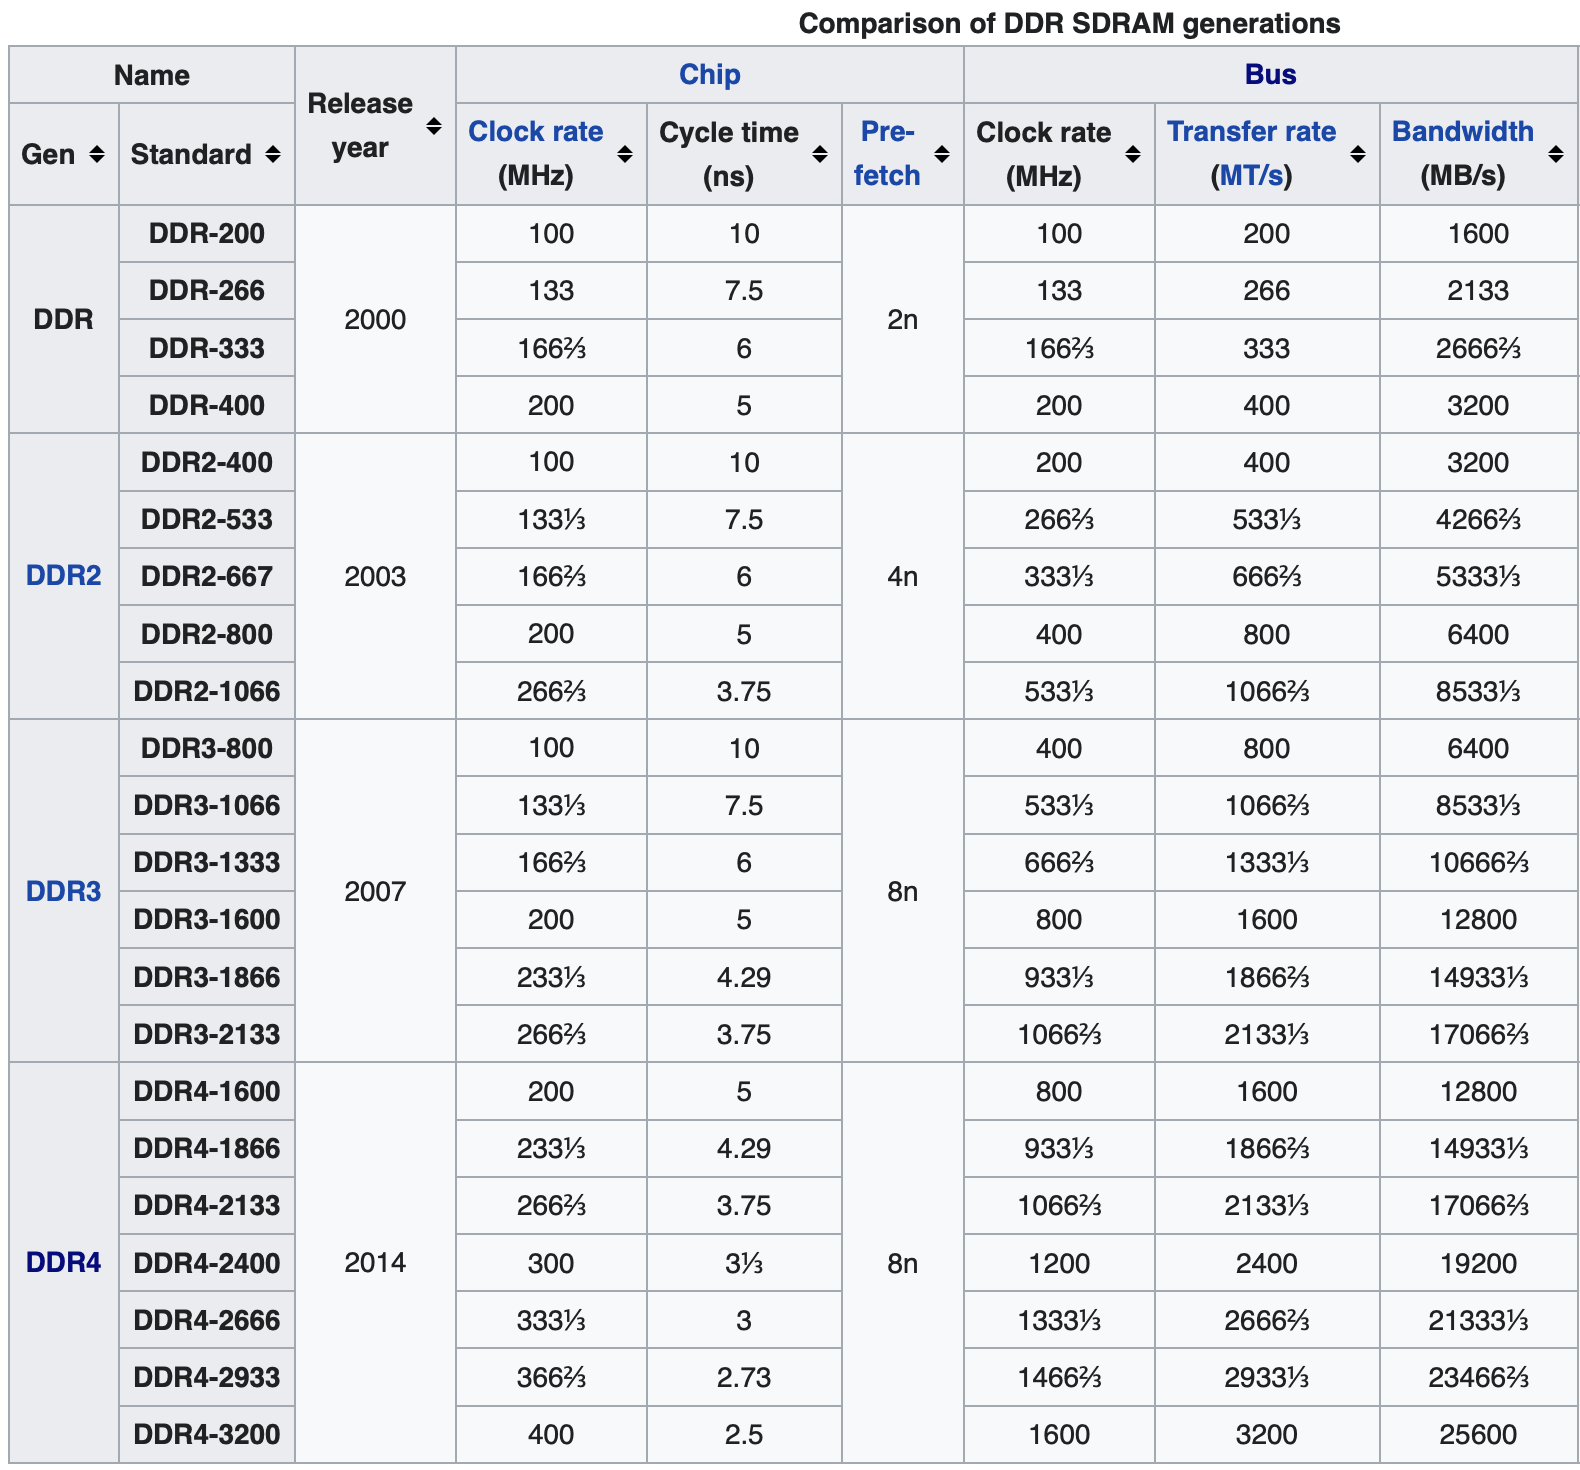 Comparison of DDR SDRAM generations
Name Release year Chip Bus
Gen Standard Clock rate (MHz) Cycle time (ns) Pre-fetch Clock rate (MHz) Transfer rate (MT/s) Bandwidth (MB/s)
DDR DDR-200 2000 100 10 2n 100 200 1600
DDR-266 133 7.5 133 266 2133
DDR-333 166⅔ 6 166⅔ 333 2666⅔
DDR-400 200 5 200 400 3200
DDR2 DDR2-400 2003 100 10 4n 200 400 3200
DDR2-533 133⅓ 7.5 266⅔ 533⅓ 4266⅔
DDR2-667 166⅔ 6 333⅓ 666⅔ 5333⅓
DDR2-800 200 5 400 800 6400
DDR2-1066 266⅔ 3.75 533⅓ 1066⅔ 8533⅓
DDR3 DDR3-800 2007 100 10 8n 400 800 6400
DDR3-1066 133⅓ 7.5 533⅓ 1066⅔ 8533⅓
DDR3-1333 166⅔ 6 666⅔ 1333⅓ 10666⅔
DDR3-1600 200 5 800 1600 12800
DDR3-1866 233⅓ 4.29 933⅓ 1866⅔ 14933⅓
DDR3-2133 266⅔ 3.75 1066⅔ 2133⅓ 17066⅔
DDR4 DDR4-1600 2014 200 5 8n 800 1600 12800
DDR4-1866 233⅓ 4.29 933⅓ 1866⅔ 14933⅓
DDR4-2133 266⅔ 3.75 1066⅔ 2133⅓ 17066⅔
DDR4-2400 300 3⅓ 1200 2400 19200
DDR4-2666 333⅓ 3 1333⅓ 2666⅔ 21333⅓
DDR4-2933 366⅔ 2.73 1466⅔ 2933⅓ 23466⅔
DDR4-3200 400 2.5 1600 3200 25600